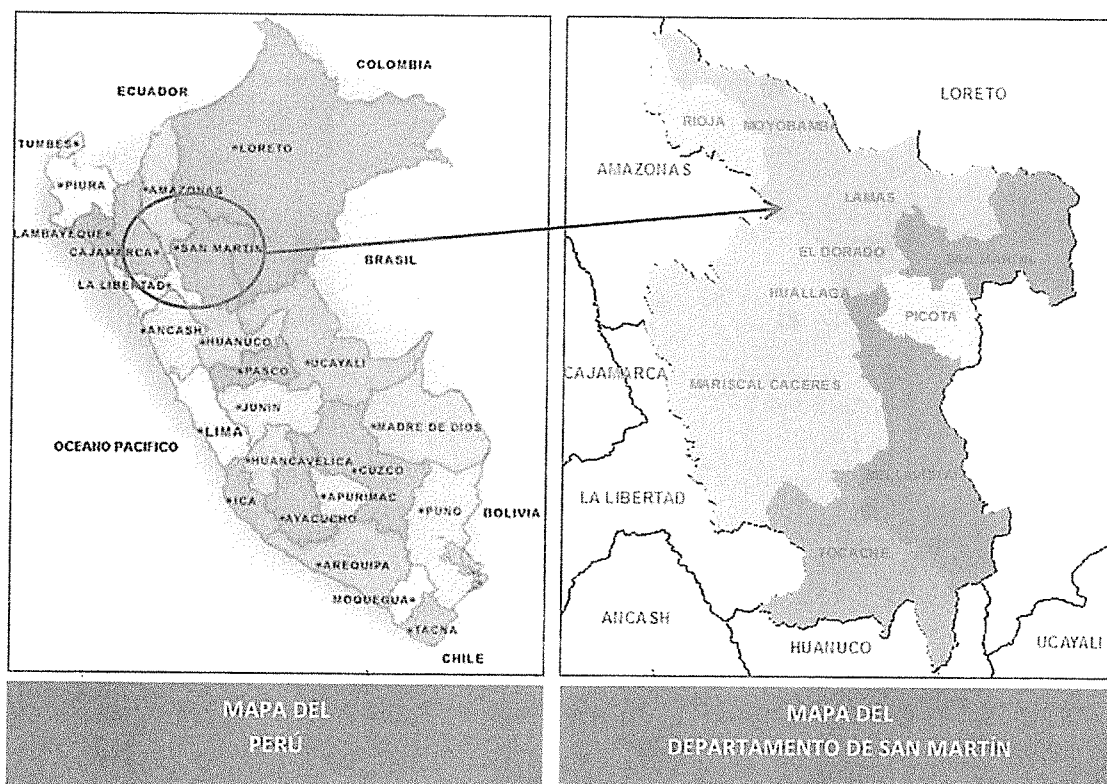 COLOMBIA
ECUADOR
TUMBES
LORETO
PIURA
AMAZONAS
LAMBAYEQUE
CAJAMARCA
SAN MARTIN
BRASIL
LA LIBERTAD
ANCASH
HUANUCO
UCAYALI
PASCO
JUNIN
LIMA
MADRE DE DIOS
OCEANO PACIFICO
HUANCAVELICA
CUZCO
ICA
APURIMAC
PUNO
BOLIVIA
AYACUCHO
AREQUIPA
MOQUEGUA
TACNA
CHILE
MAPA DEL
PERÚ
LORETO
RIOJA
MOYOBAMBA
AMAZONAS
LAMAS
EL DORADO
HUALLAGA
PICOTA
CAJAMARCA
MARISCAL CACERES
LA LIBERTAD
TOCACHE
ANCASH
HUANUCO
UCAYALI
MAPA DEL
DEPARTAMENTO DE SAN MARTÍN